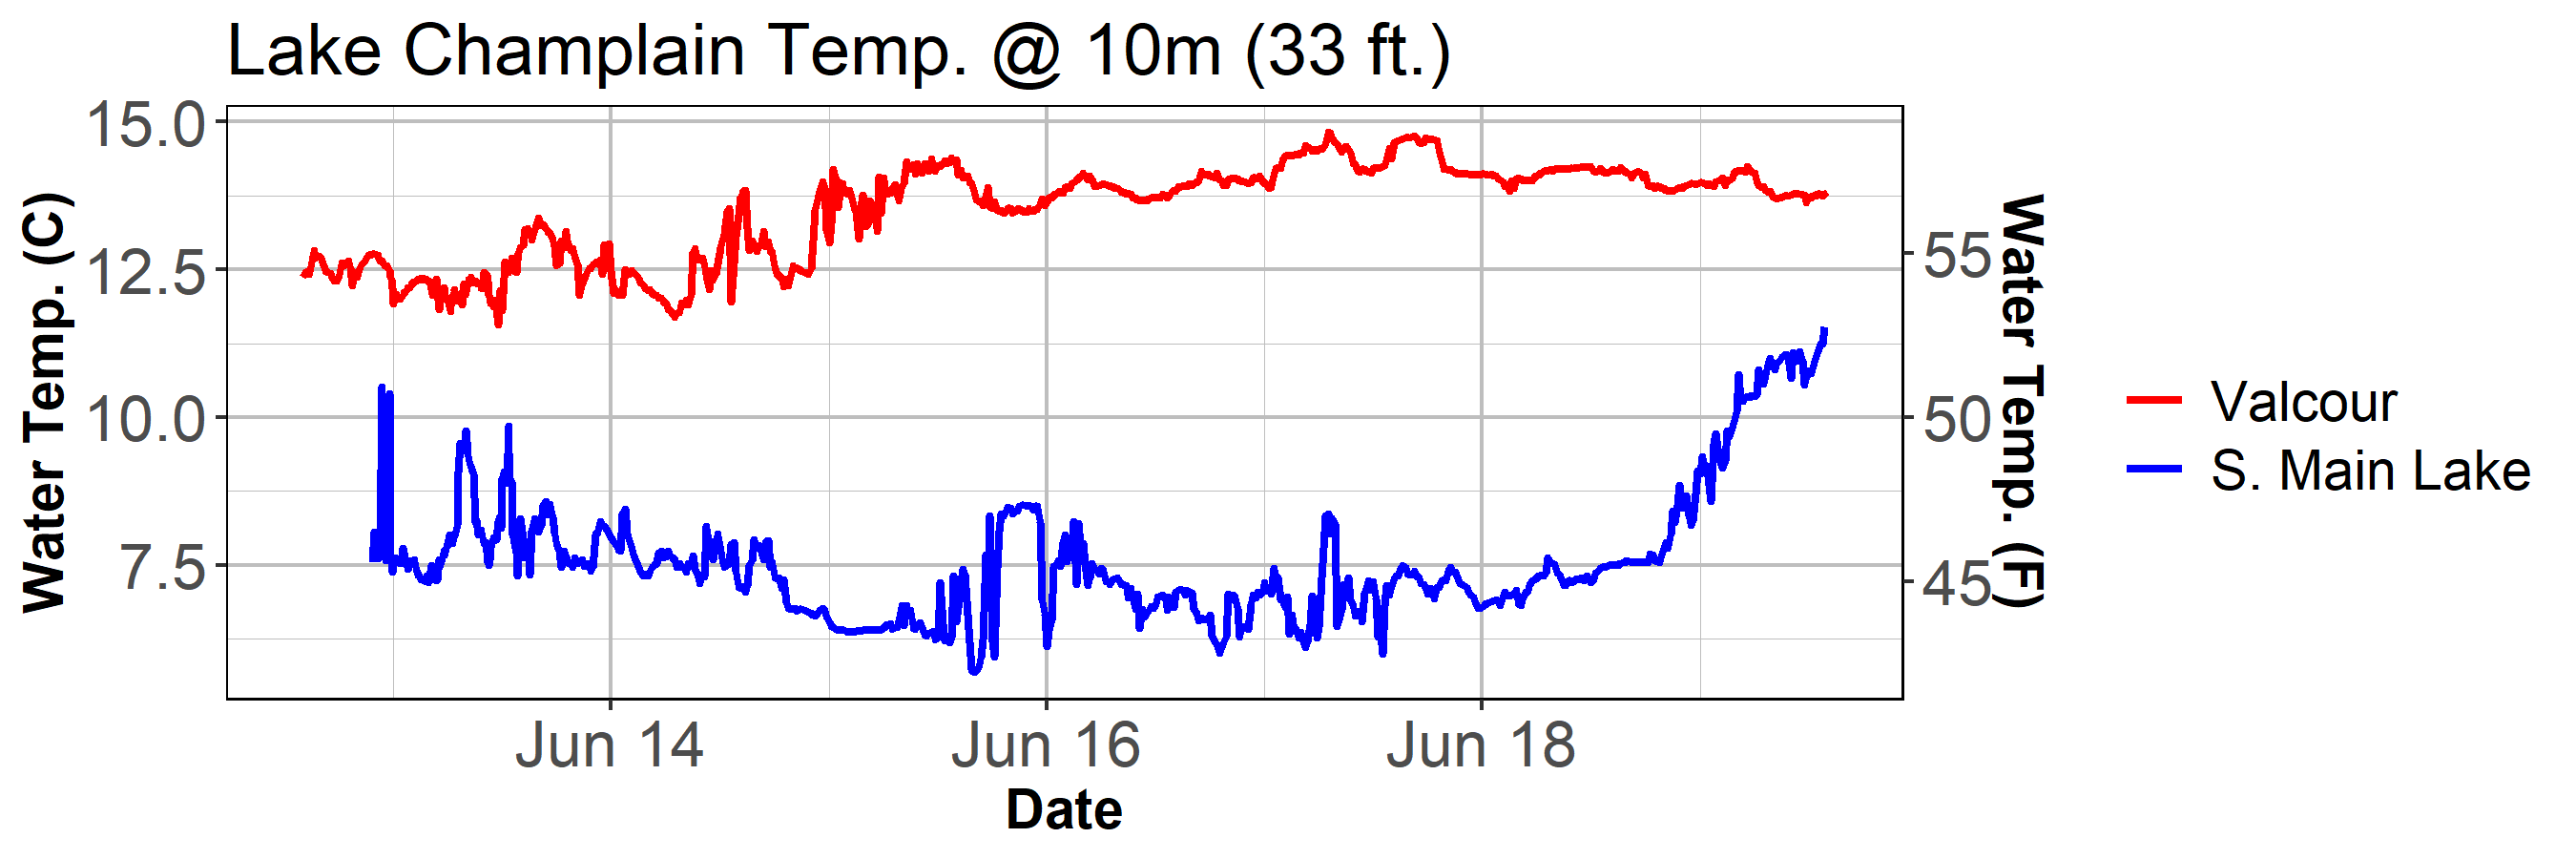 Lake Champlain Temp. @ 10m (33 ft.)
Water Temp. (C)
15.0
12.5
10.0
7.5
55
50
45
Water Temp. (F)
Jun 14
Jun 16
Jun 18
Date
Valcour
S. Main Lake